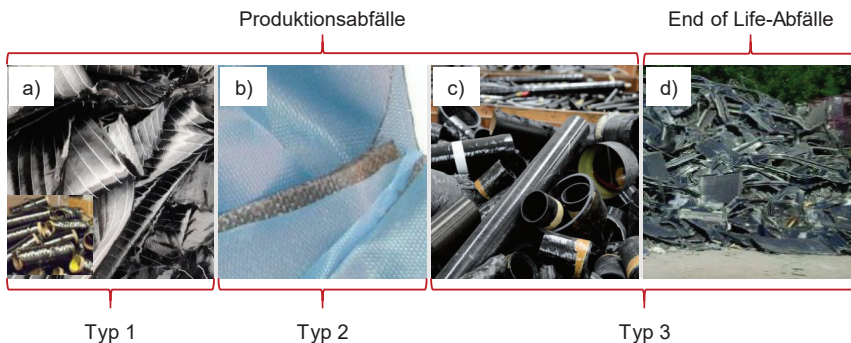 Produktionsabfälle
End of Life-Abfälle
a)
b)
c)
d)
Typ 1
Typ 2
Typ 3